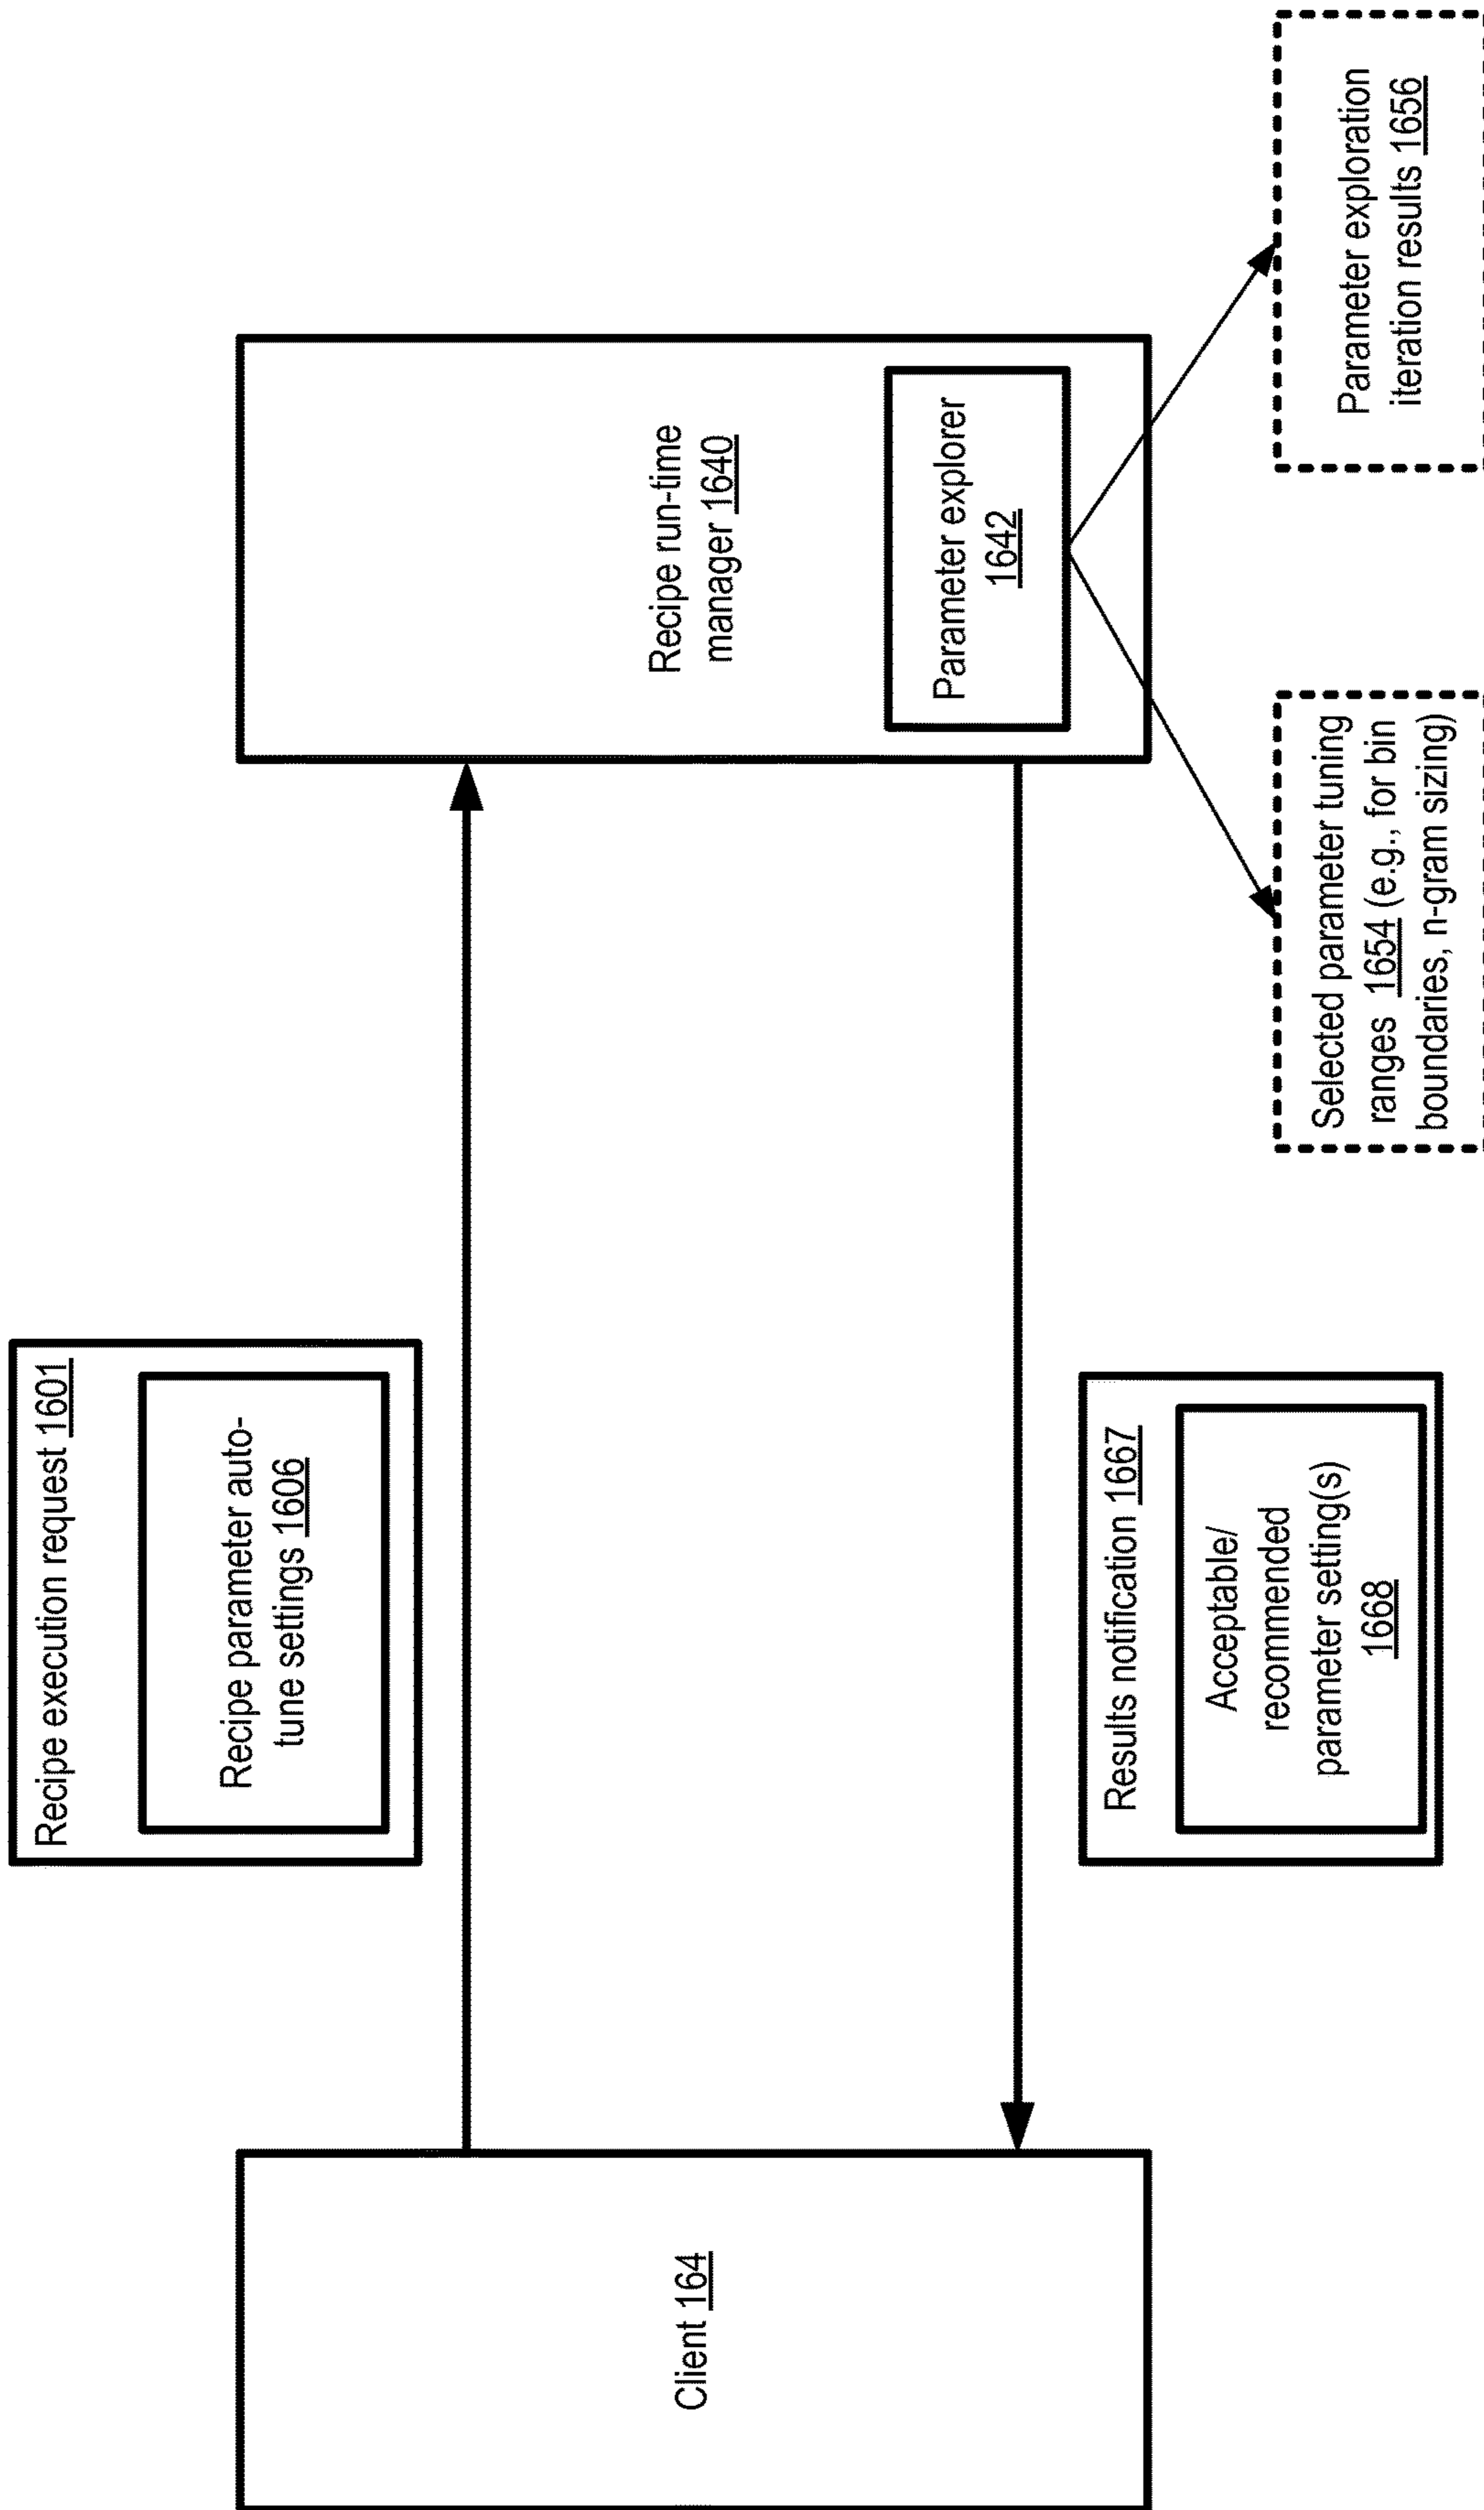 Recipe execution request 1601
Recipe parameter auto-
tune settings 1606
Client 164
Recipe run-time
manager 1640
Parameter explorer
1642
Results notification 1667
Acceptable/
recommended
parameter setting(s)
1668
Selected parameter tuning
ranges 1654 (e.g., for bin
boundaries, n-gram sizing)
Parameter exploration
iteration results 1656